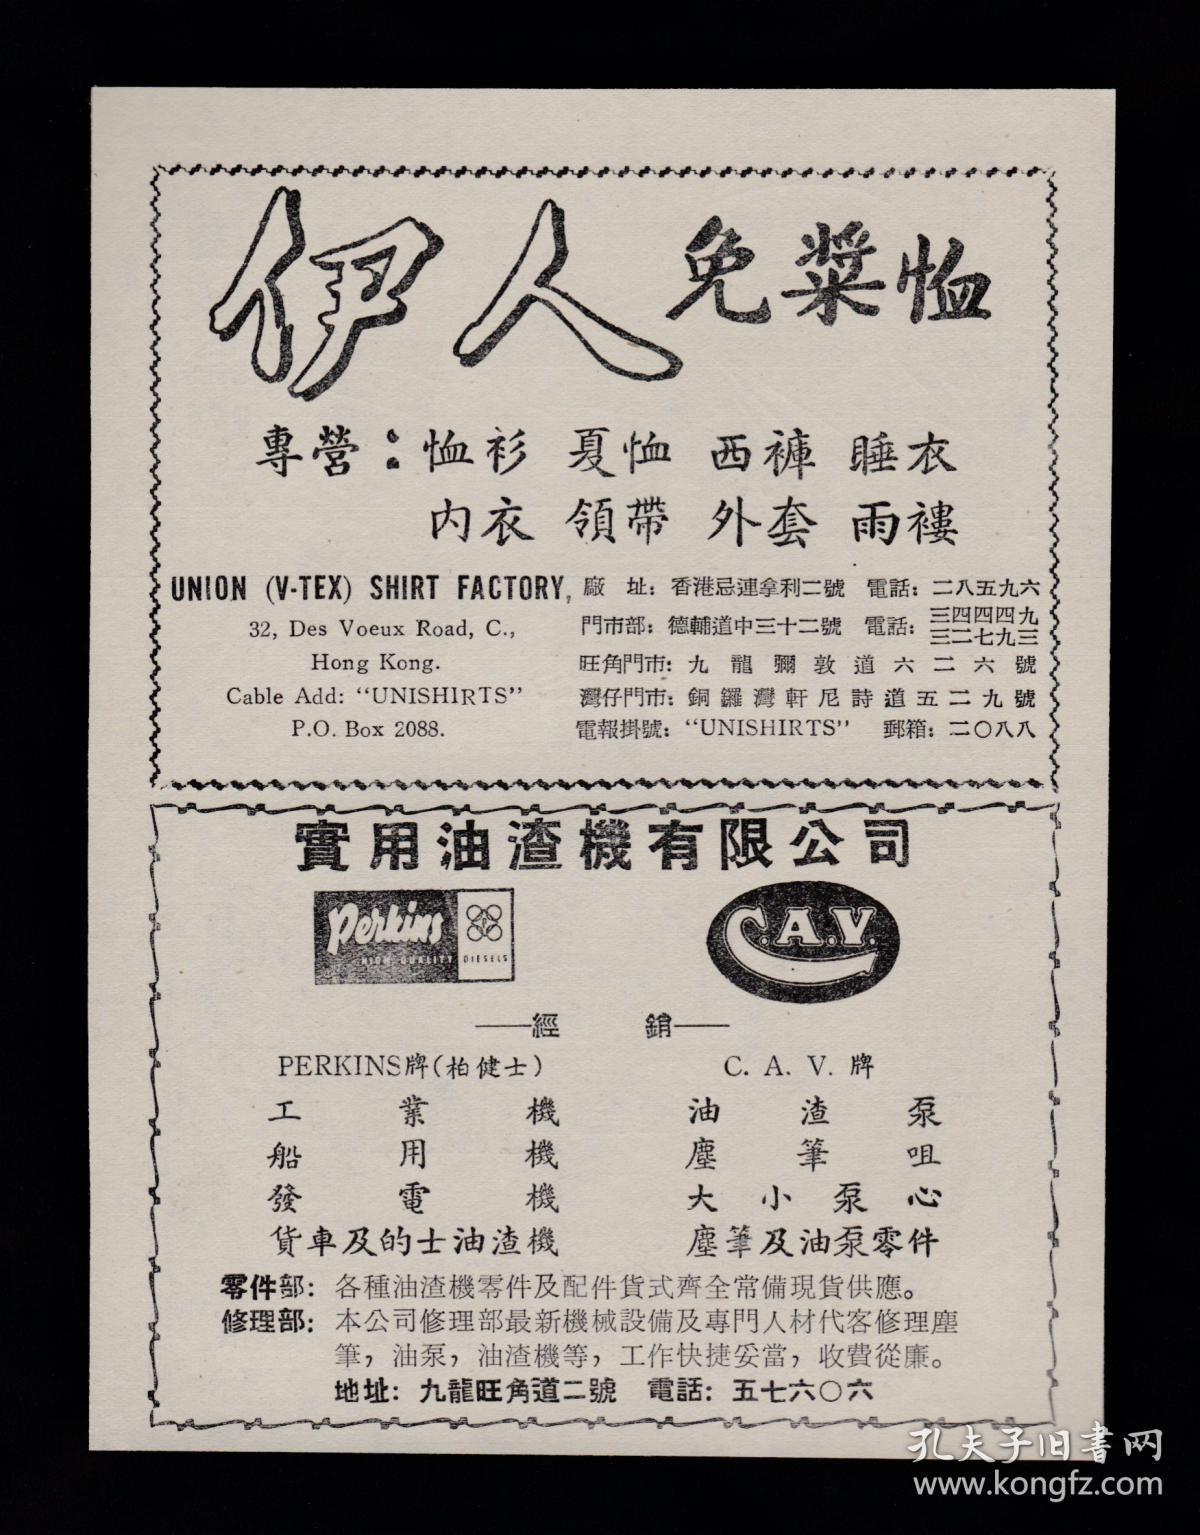 伊人 免槳恤
專營：恤衫 夏恤 西褲 睡衣
內衣 領帶 外套 雨褸
UNION (V-TEX) SHIRT FACTORY,
32, Des Voeux Road, C.,
Hong Kong.
Cable Add: "UNISHIRTS"
P.O. Box 2088.
廠 址：香港忌連拿利二號 電話：二八五九六
門市部：德輔道中三十二號 電話：三四四四九 三二七九三
旺角門市：九龍彌敦道六二六號
灣仔門市：銅鑼灣軒尼詩道五二九號
電報掛號："UNISHIRTS" 郵箱：二〇八八
實用油渣機有限公司
Perkins
HIGH QUALITY DIESELS
C.A.V.
——經 銷——
PERKINS牌(柏健士)
工業機
船用機
發電機
貨車及的士油渣機
C. A. V. 牌
油渣泵
塵筆咀
大小泵心
塵筆及油泵零件
零件部：各種油渣機零件及配件貨式齊全常備現貨供應。
修理部：本公司修理部最新機械設備及專門人材代客修理塵
筆，油泵，油渣機等，工作快捷妥當，收費從廉。
地址：九龍旺角道二號 電話：五七六〇六
孔夫子旧书网
www.kongfz.com